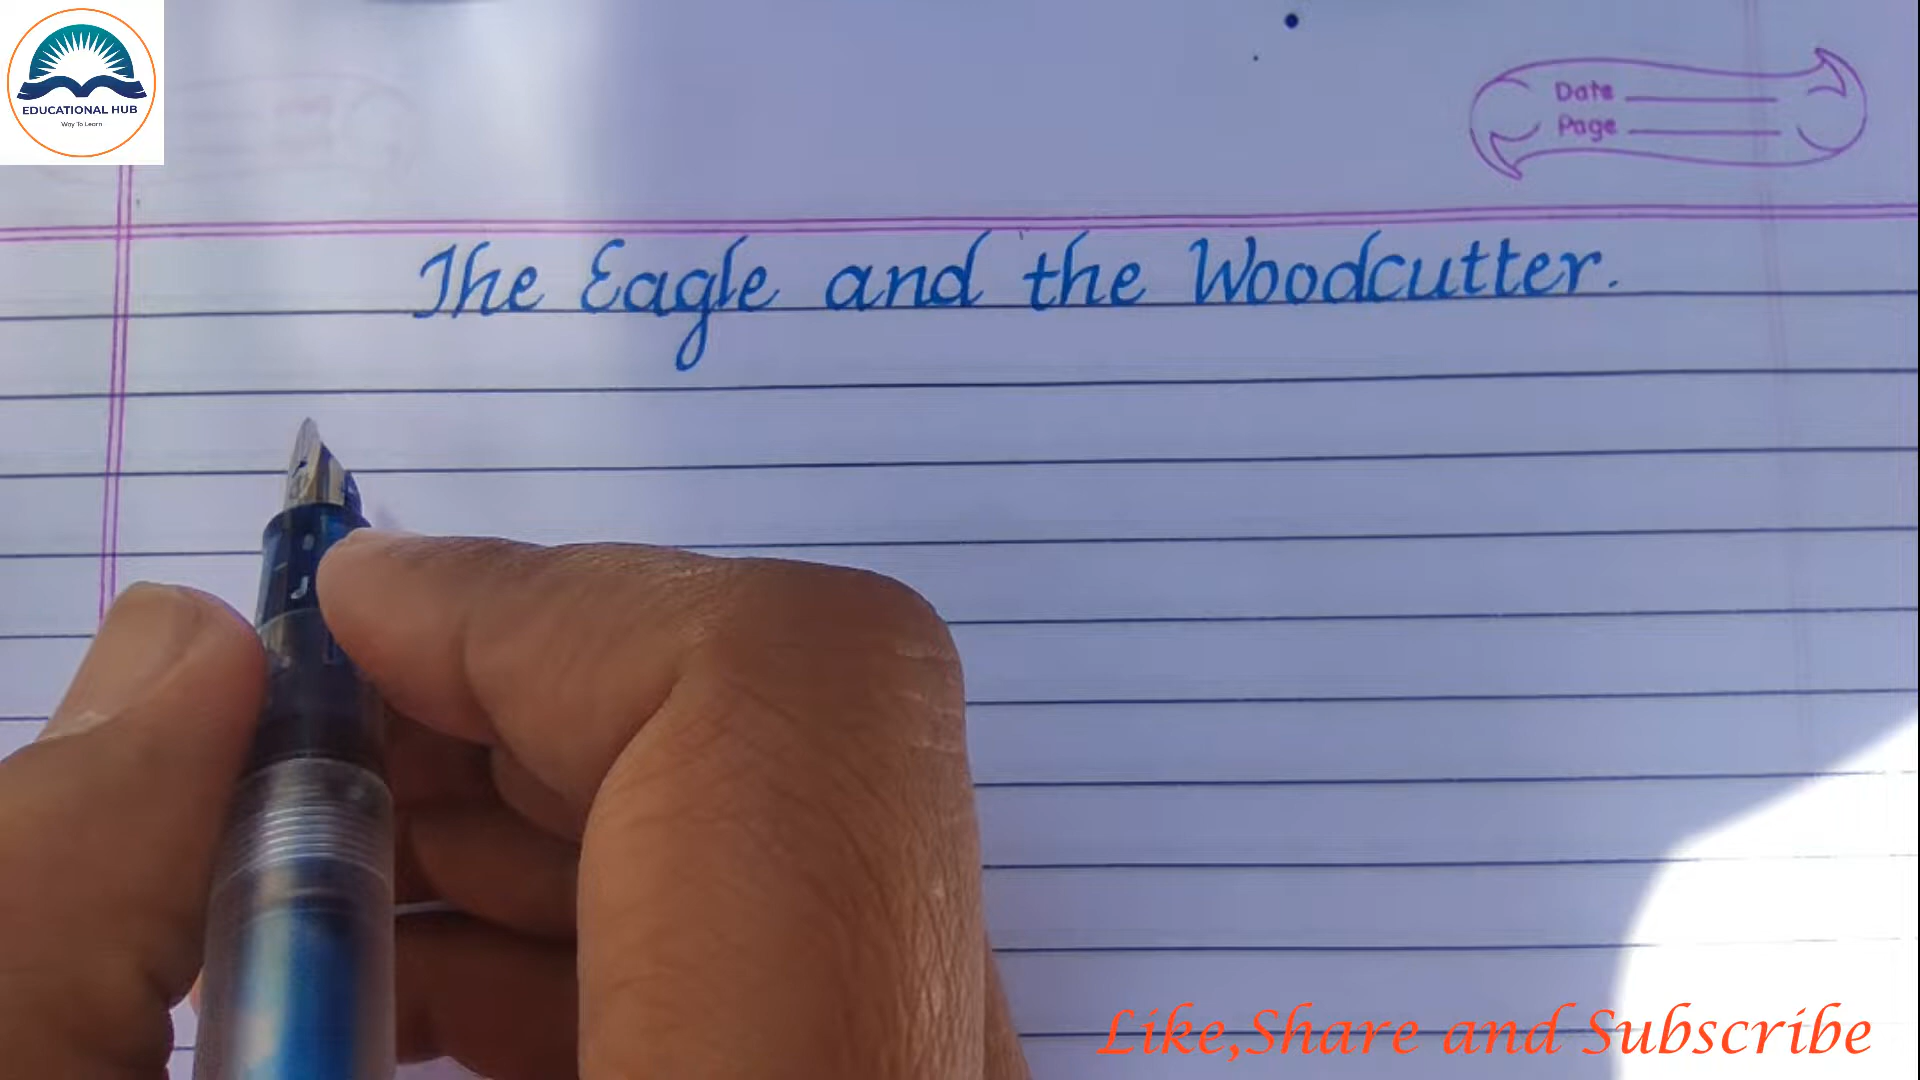 EDUCATIONAL HUB
Way To Learn
Date
Page
The Eagle and the Woodcutter.
Like,Share and Subscribe